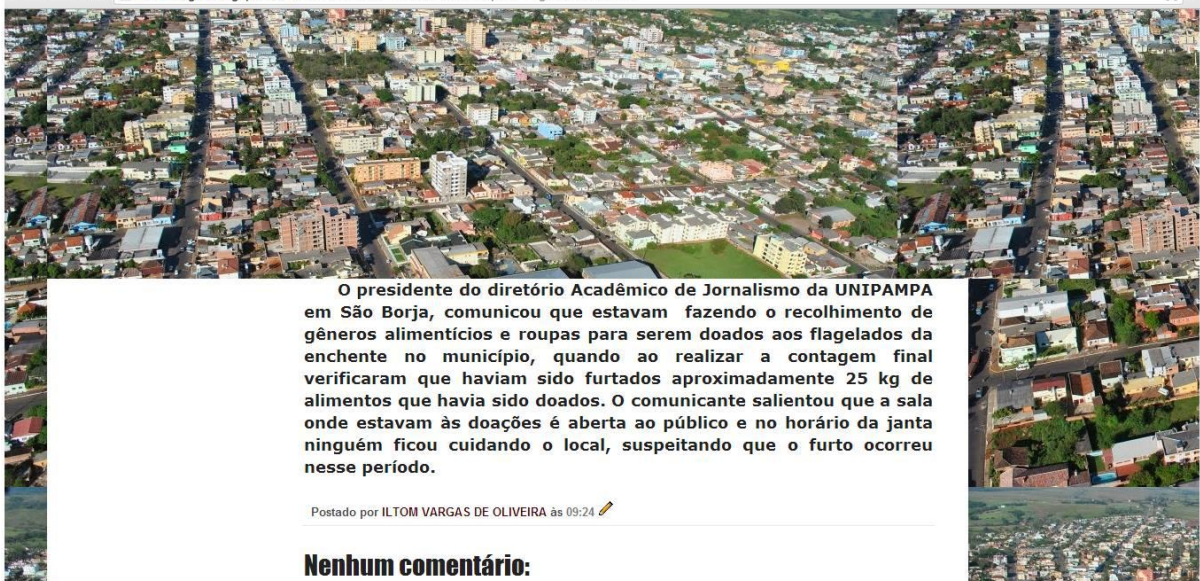 O presidente do diretório Acadêmico de Jornalismo da UNIPAMPA
em São Borja, comunicou que estavam fazendo o recolhimento de
gêneros alimentícios e roupas para serem doados aos flagelados da
enchente no município, quando ao realizar a contagem final
verificaram que haviam sido furtados aproximadamente 25 kg de
alimentos que havia sido doados. O comunicante salientou que a sala
onde estavam às doações é aberta ao público e no horário da janta
ninguém ficou cuidando o local, suspeitando que o furto ocorreu
nesse período.
Postado por ILTOM VARGAS DE OLIVEIRA às 09:24
Nenhum comentário: